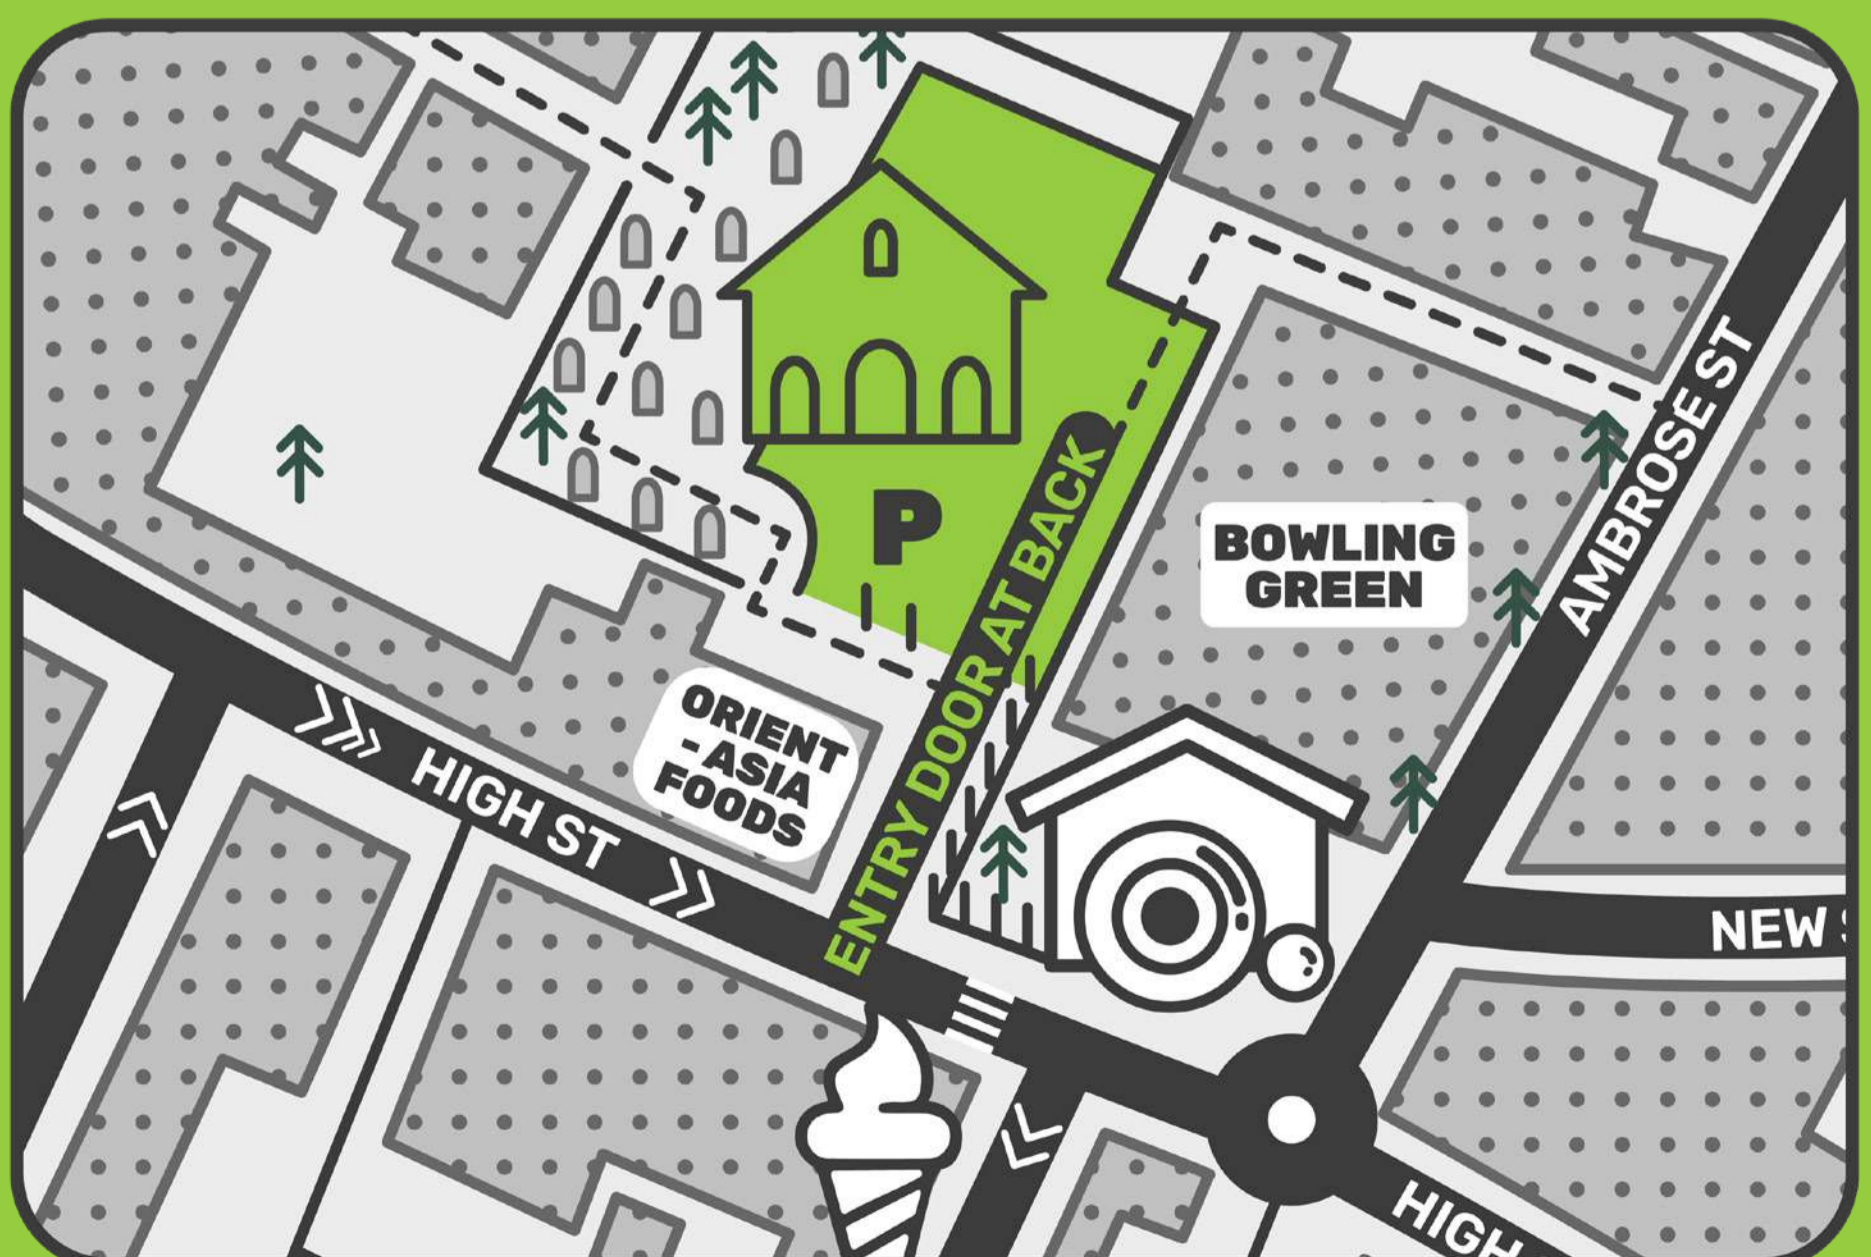 P
ENTRY DOOR AT BACK
BOWLING
GREEN
AMBROSE ST
ORIENT
- ASIA
FOODS
HIGH ST
NEW
HIGH